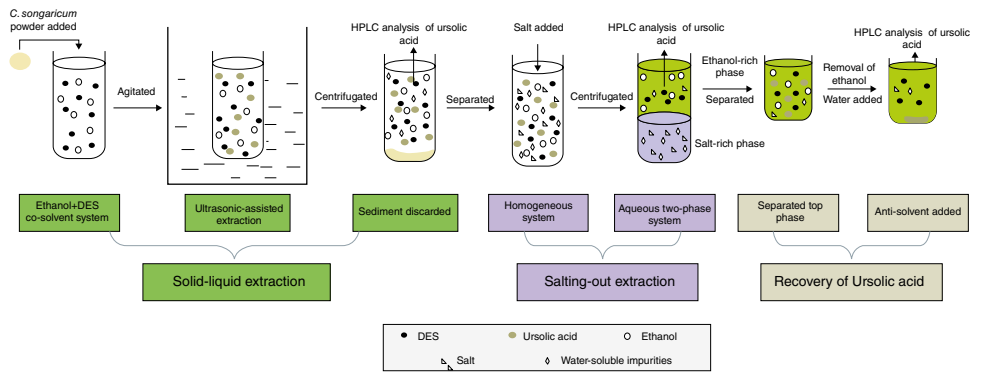 C. songaricum
powder added
Agitated
Centrifugated
HPLC analysis of ursolic
acid
Separated
Salt added
Centrifugated
HPLC analysis of ursolic
acid
Salt-rich phase
Ethanol-rich
phase
Separated
Removal of
ethanol
Water added
HPLC analysis of ursolic
acid
Ethanol+DES
co-solvent system
Ultrasonic-assisted
extraction
Sediment discarded
Homogeneous
system
Aqueous two-phase
system
Separated top
phase
Anti-solvent added
Solid-liquid extraction
Salting-out extraction
Recovery of Ursolic acid
DES
Ursolic acid
Ethanol
Salt
Water-soluble impurities